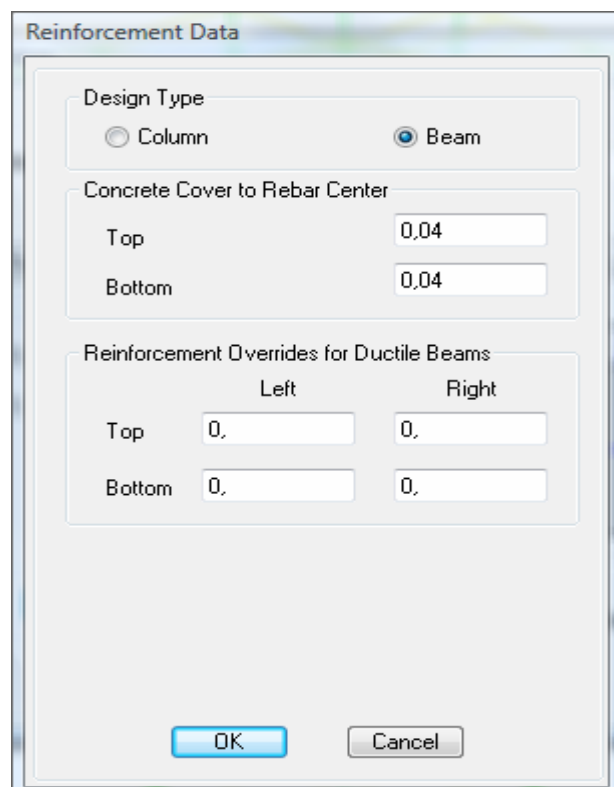 Reinforcement Data
Design Type
Column Beam
Concrete Cover to Rebar Center
Top 0,04
Bottom 0,04
Reinforcement Overrides for Ductile Beams
Left Right
Top 0, 0,
Bottom 0, 0,
OK Cancel